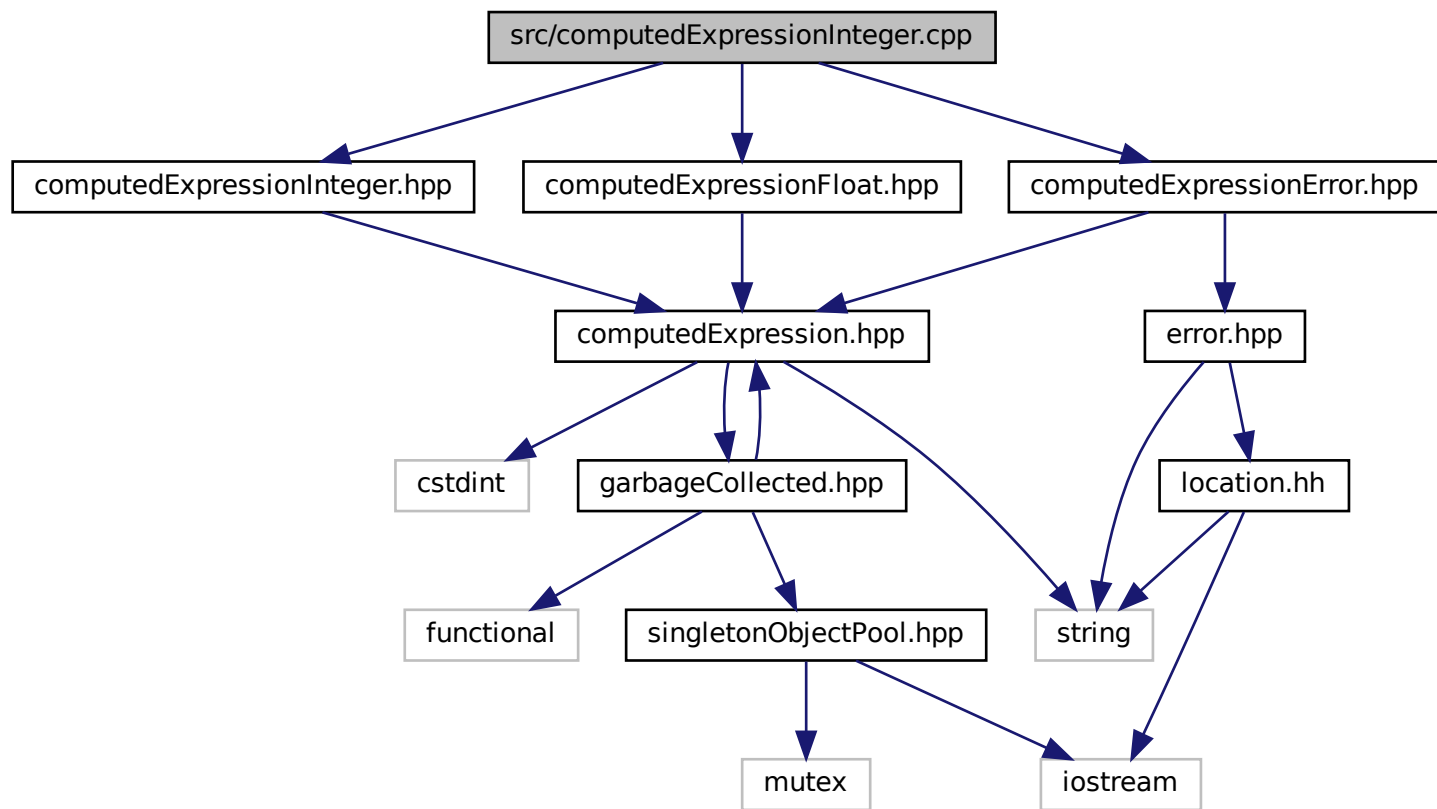 src/computedExpressionInteger.cpp
computedExpressionInteger.hpp
computedExpressionFloat.hpp
computedExpressionError.hpp
computedExpression.hpp
error.hpp
cstdint
garbageCollected.hpp
location.hh
functional
singletonObjectPool.hpp
string
mutex
iostream